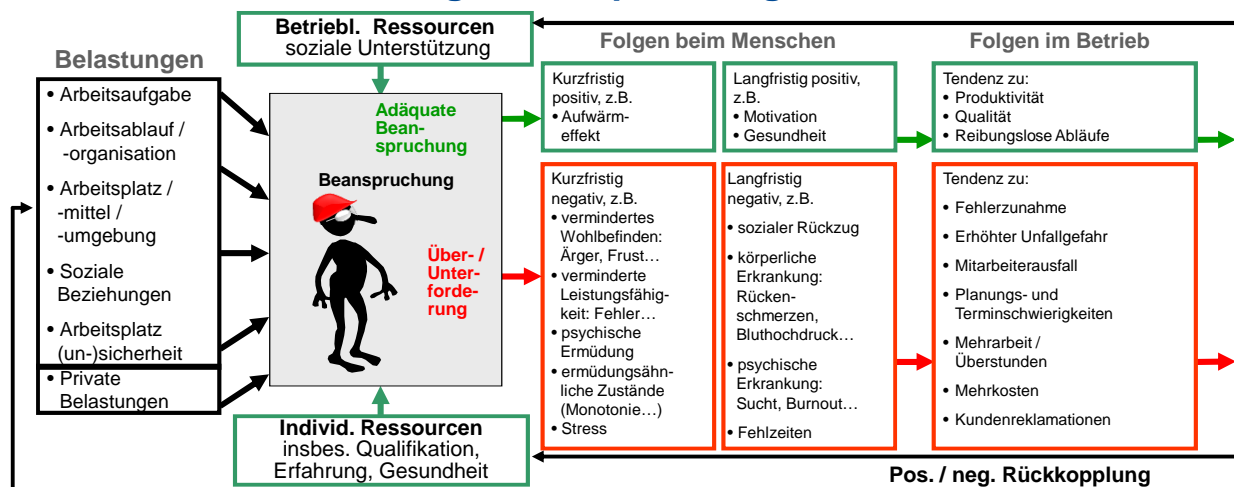 Betriebl. Ressourcen
soziale Unterstützung
Belastungen
• Arbeitsaufgabe
• Arbeitsablauf /
-organisation
• Arbeitsplatz /
-mittel /
-umgebung
• Soziale
Beziehungen
• Arbeitsplatz
(un-)sicherheit
• Private
Belastungen
Adäquate
Bean-
spruchung
Beanspruchung
Über- /
Unter-
forde-
rung
Individ. Ressourcen
insbes. Qualifikation,
Erfahrung, Gesundheit
Folgen beim Menschen
Kurzfristig
positiv, z.B.
• Aufwärm-
effekt
Langfristig positiv,
z.B.
• Motivation
• Gesundheit
Kurzfristig
negativ, z.B.
• vermindertes
Wohlbefinden:
Ärger, Frust…
• verminderte
Leistungsfähig-
keit: Fehler…
• psychische
Ermüdung
• ermüdungsähn-
liche Zustände
(Monotonie…)
• Stress
Langfristig
negativ, z.B.
• sozialer Rückzug
• körperliche
Erkrankung:
Rücken-
schmerzen,
Bluthochdruck…
• psychische
Erkrankung:
Sucht, Burnout…
• Fehlzeiten
Folgen im Betrieb
Tendenz zu:
• Produktivität
• Qualität
• Reibungslose Abläufe
Tendenz zu:
• Fehlerzunahme
• Erhöhter Unfallgefahr
• Mitarbeiterausfall
• Planungs- und
Terminschwierigkeiten
• Mehrarbeit /
Überstunden
• Mehrkosten
• Kundenreklamationen
Pos. / neg. Rückkopplung